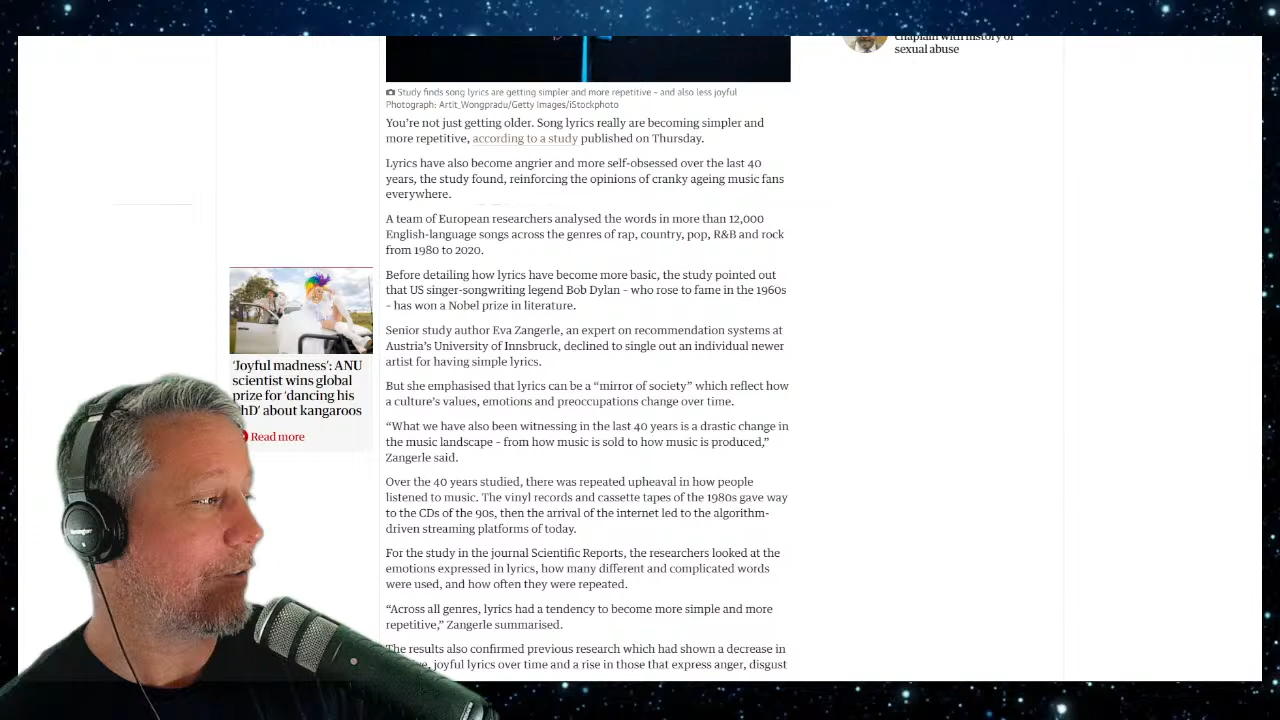 chaplain with history of
sexual abuse
Study finds song lyrics are getting simpler and more repetitive – and also less joyful
Photograph: Artit_Wongpradu/Getty Images/iStockphoto
You’re not just getting older. Song lyrics really are becoming simpler and
more repetitive, according to a study published on Thursday.
Lyrics have also become angrier and more self-obsessed over the last 40
years, the study found, reinforcing the opinions of cranky ageing music fans
everywhere.
A team of European researchers analysed the words in more than 12,000
English-language songs across the genres of rap, country, pop, R&B and rock
from 1980 to 2020.
Before detailing how lyrics have become more basic, the study pointed out
that US singer-songwriting legend Bob Dylan – who rose to fame in the 1960s
– has won a Nobel prize in literature.
Senior study author Eva Zangerle, an expert on recommendation systems at
Austria’s University of Innsbruck, declined to single out an individual newer
artist for having simple lyrics.
But she emphasised that lyrics can be a “mirror of society” which reflect how
a culture’s values, emotions and preoccupations change over time.
“What we have also been witnessing in the last 40 years is a drastic change in
the music landscape – from how music is sold to how music is produced,”
Zangerle said.
Over the 40 years studied, there was repeated upheaval in how people
listened to music. The vinyl records and cassette tapes of the 1980s gave way
to the CDs of the 90s, then the arrival of the internet led to the algorithm-
driven streaming platforms of today.
For the study in the journal Scientific Reports, the researchers looked at the
emotions expressed in lyrics, how many different and complicated words
were used, and how often they were repeated.
“Across all genres, lyrics had a tendency to become more simple and more
repetitive,” Zangerle summarised.
The results also confirmed previous research which had shown a decrease in
joyful lyrics over time and a rise in those that express anger, disgust
‘Joyful madness’: ANU
scientist wins global
prize for ‘dancing his
PhD’ about kangaroos
Read more